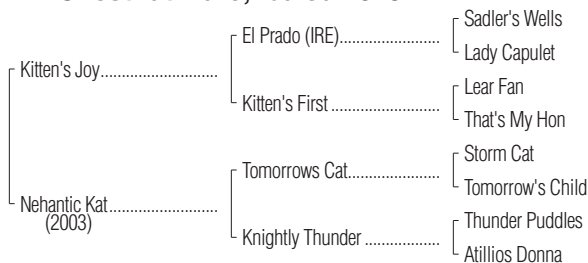 Sadler's Wells
El Prado (IRE)
Lady Capulet
Kitten's Joy
Lear Fan
Kitten's First
That's My Hon
Storm Cat
Tomorrows Cat
Tomorrow's Child
Nehantic Kat
(2003)
Thunder Puddles
Knightly Thunder
Atillios Donna